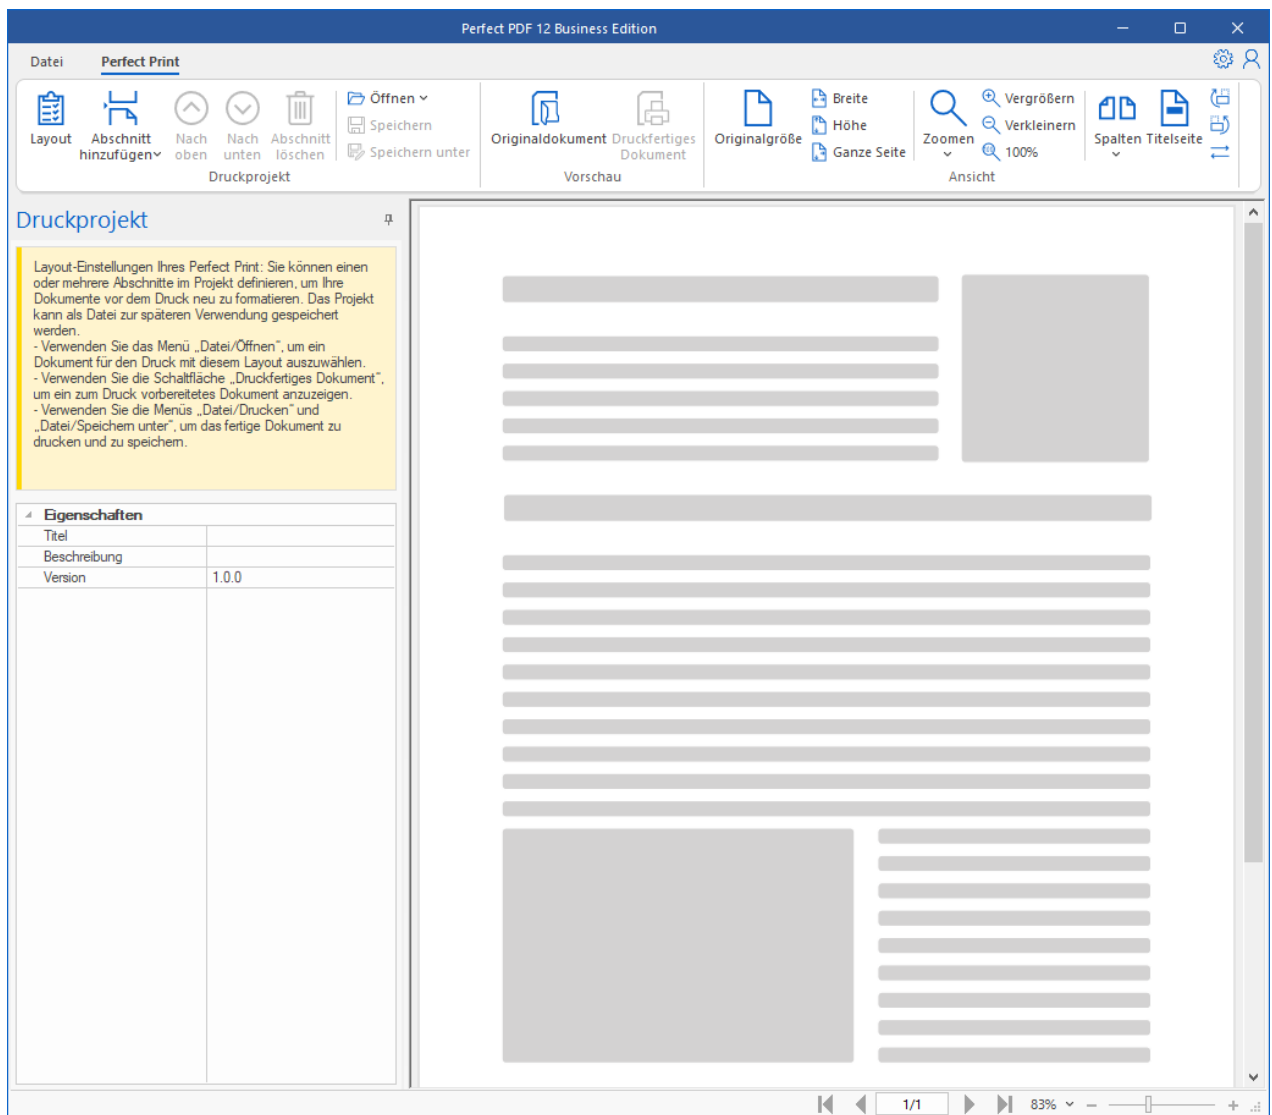 Perfect PDF 12 Business Edition
Datei Perfect Print
Layout
Abschnitt
hinzufügen
Nach
oben
Nach
unten
Abschnitt
löschen
Öffnen
Speichern
Speichern unter
Druckprojekt
Originaldokument
Druckfertiges
Dokument
Vorschau
Originalgröße
Breite
Höhe
Ganze Seite
Zoomen
Vergrößern
Verkleinern
100%
Spalten
Titelseite
Ansicht
Druckprojekt
Layout-Einstellungen Ihres Perfect Print: Sie können einen
oder mehrere Abschnitte im Projekt definieren, um Ihre
Dokumente vor dem Druck neu zu formatieren. Das Projekt
kann als Datei zur späteren Verwendung gespeichert
werden.
- Verwenden Sie das Menü „Datei/Öffnen“, um ein
Dokument für den Druck mit diesem Layout auszuwählen.
- Verwenden Sie die Schaltfläche „Druckfertiges Dokument“,
um ein zum Druck vorbereitetes Dokument anzuzeigen.
- Verwenden Sie die Menüs „Datei/Drucken“ und
„Datei/Speichern unter“, um das fertige Dokument zu
drucken und zu speichern.
Eigenschaften
Titel
Beschreibung
Version 1.0.0
1/1 83%